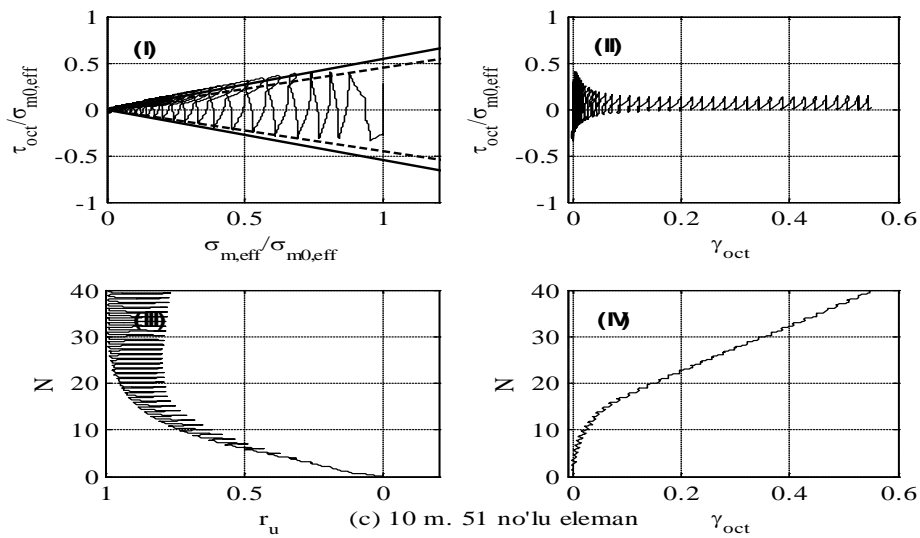 (I)
τoct/σm0,eff
1
0.5
0
-0.5
-1
0
0.5
1
σm,eff/σm0,eff
(II)
τoct/σm0,eff
1
0.5
0
-0.5
-1
0
0.2
0.4
0.6
γoct
(III)
N
40
30
20
10
0
1
0.5
0
ru
(IV)
N
40
30
20
10
0
0
0.2
0.4
0.6
γoct
(c) 10 m. 51 no'lu eleman